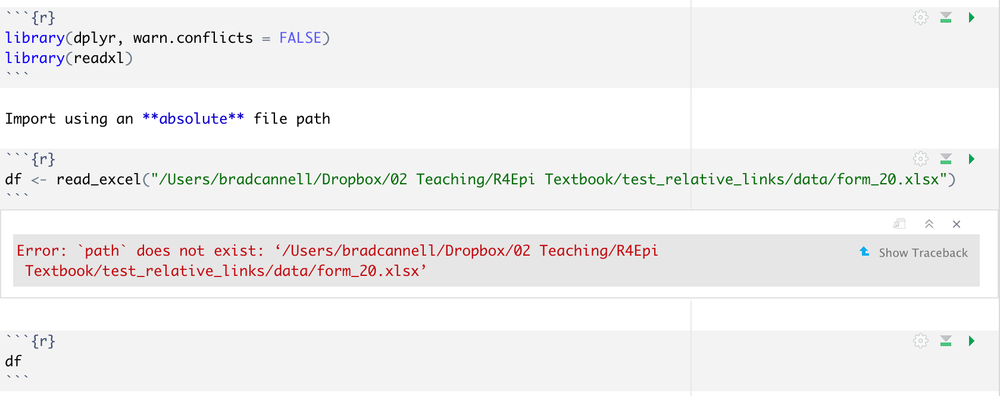 ```{r}
library(dplyr, warn.conflicts = FALSE)
library(readxl)
```
Import using an **absolute** file path
```{r}
df <- read_excel("/Users/bradcannell/Dropbox/02 Teaching/R4Epi Textbook/test_relative_links/data/form_20.xlsx")
```
Error: `path` does not exist: ‘/Users/bradcannell/Dropbox/02 Teaching/R4Epi
Textbook/test_relative_links/data/form_20.xlsx’
Show Traceback
```{r}
df
```